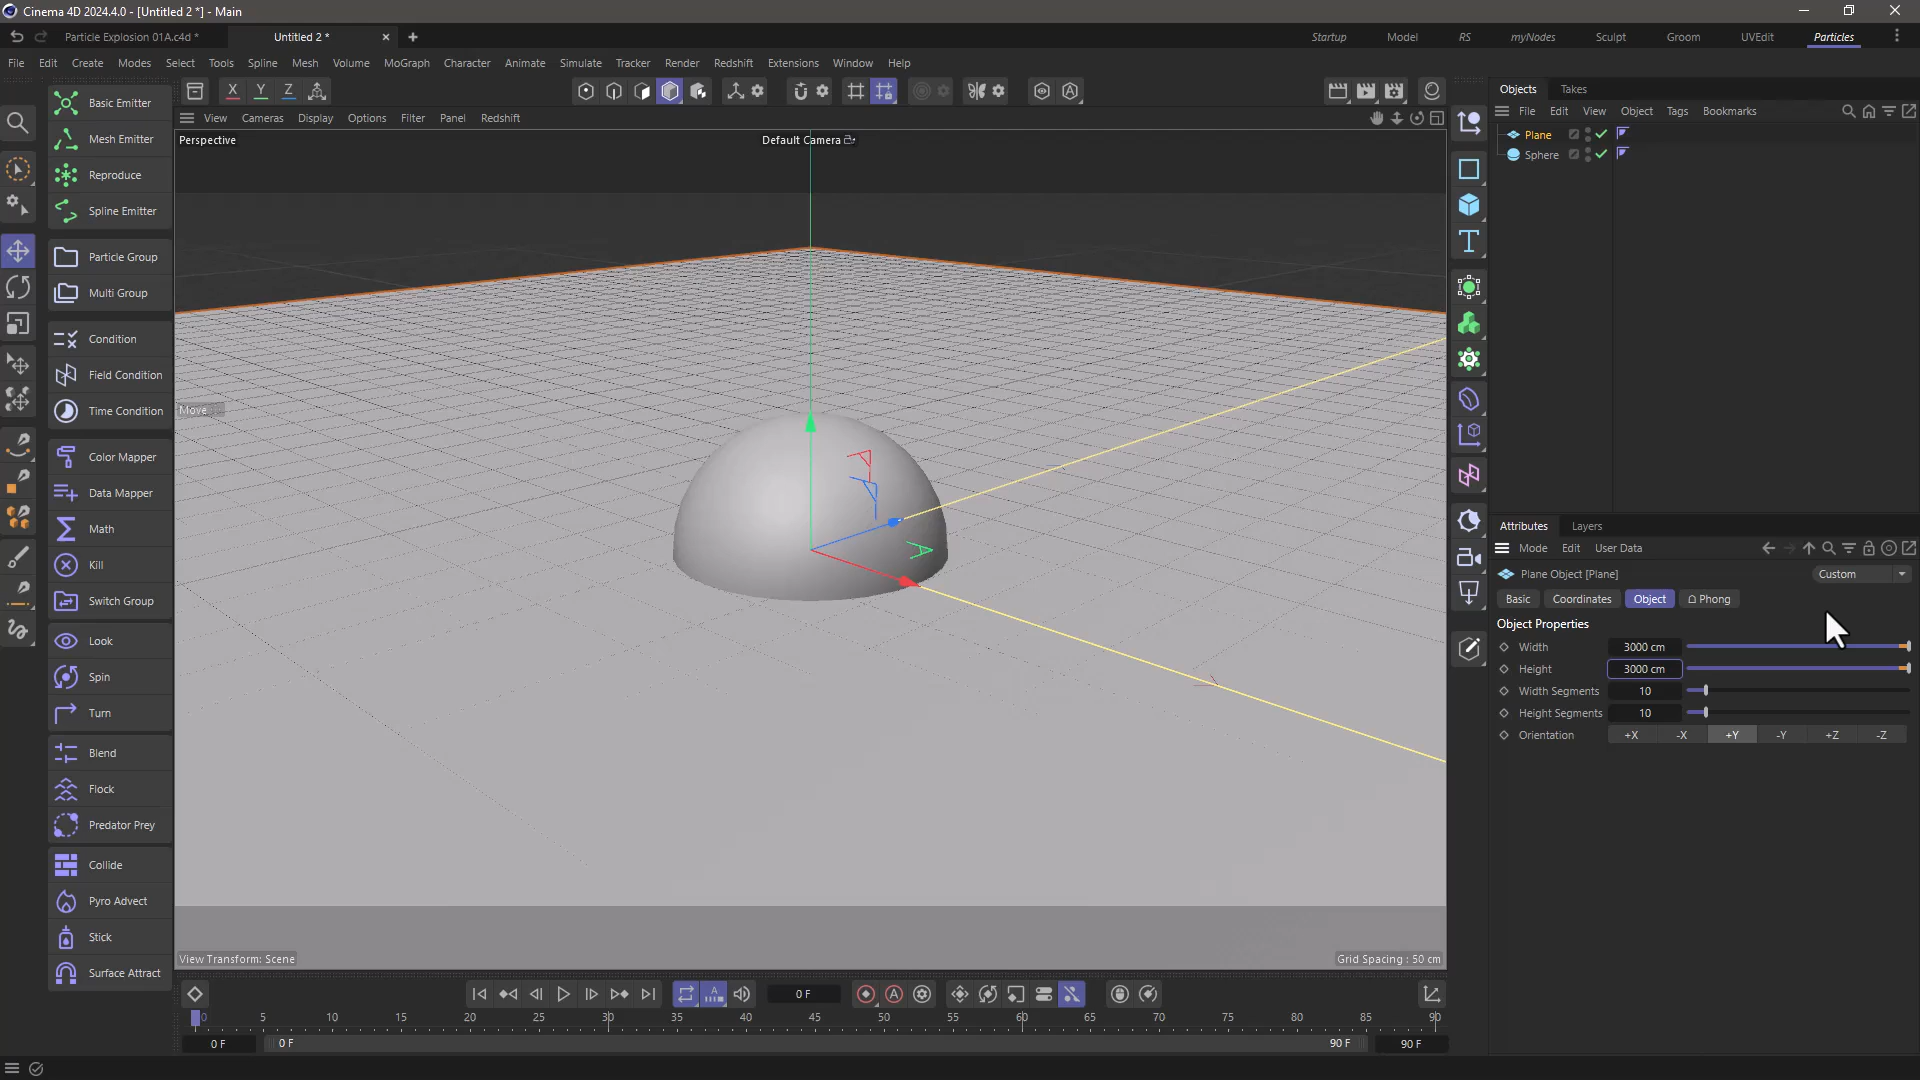 Cinema 4D 2024.4.0 - [Untitled 2 *] - Main
Particle Explosion 01A.c4d *
Untitled 2 *
Startup
Model
RS
myNodes
Sculpt
Groom
UVEdit
Particles
File Edit Create Modes Select Tools Spline Mesh Volume MoGraph Character Animate Simulate Tracker Render Redshift Extensions Window Help
X Y Z
Basic Emitter
Mesh Emitter
Reproduce
Spline Emitter
Particle Group
Multi Group
Condition
Field Condition
Time Condition
Color Mapper
Data Mapper
Math
Kill
Switch Group
Look
Spin
Turn
Blend
Flock
Predator Prey
Collide
Pyro Advect
Stick
Surface Attract
View Cameras Display Options Filter Panel Redshift
Perspective
Default Camera
Move
View Transform: Scene
Grid Spacing : 50 cm
0 F
0 5 10 15 20 25 30 35 40 45 50 55 60 65 70 75 80 85 90
0 F
0 F
90 F
90 F
Objects
Takes
File Edit View Object Tags Bookmarks
Plane
Sphere
Attributes
Layers
Mode Edit User Data
Plane Object [Plane]
Custom
Basic Coordinates Object Phong
Object Properties
Width 3000 cm
Height 3000 cm
Width Segments 10
Height Segments 10
Orientation +X -X +Y -Y +Z -Z